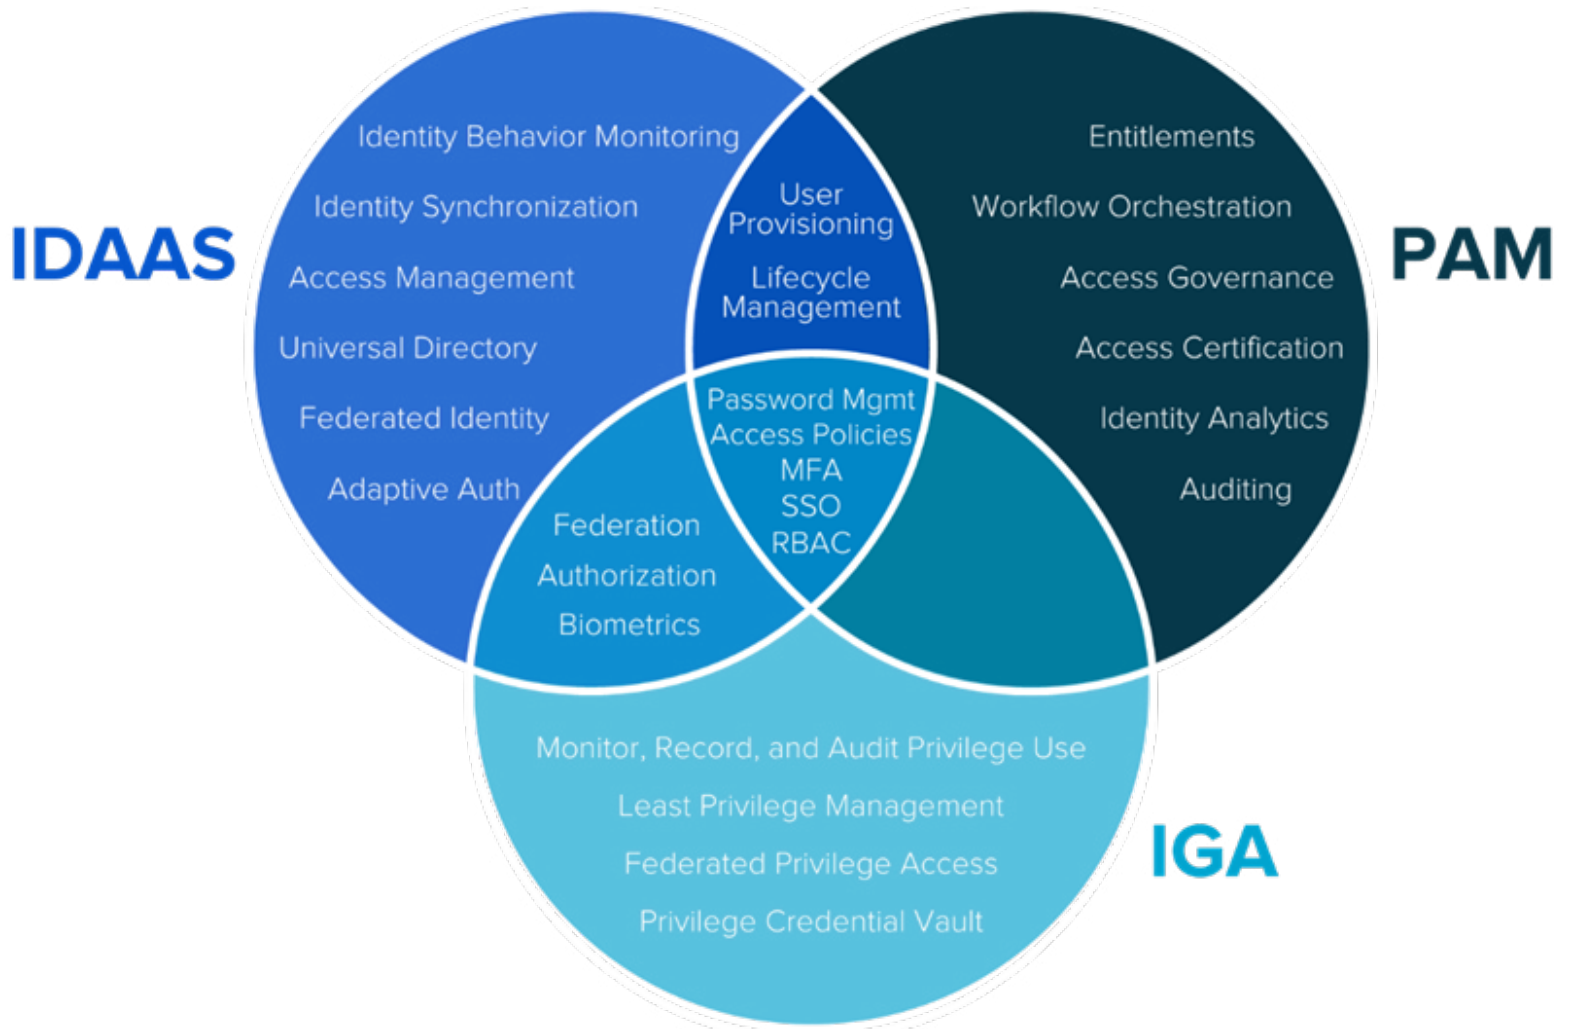 IDAAS
Identity Behavior Monitoring
Identity Synchronization
Access Management
Universal Directory
Federated Identity
Adaptive Auth
User
Provisioning
Lifecycle
Management
PAM
Entitlements
Workflow Orchestration
Access Governance
Access Certification
Identity Analytics
Auditing
Password Mgmt
Access Policies
MFA
SSO
RBAC
Federation
Authorization
Biometrics
IGA
Monitor, Record, and Audit Privilege Use
Least Privilege Management
Federated Privilege Access
Privilege Credential Vault